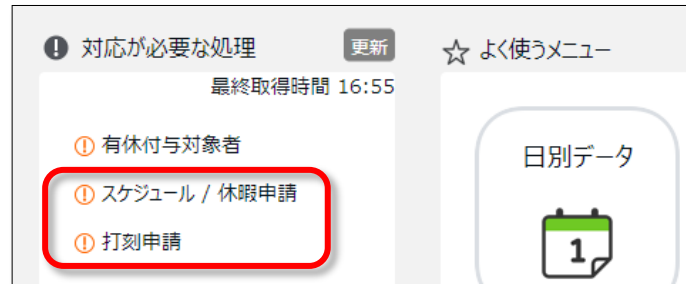 対応が必要な処理
更新
最終取得時間 16:55
有休付与対象者
スケジュール / 休暇申請
打刻申請
よく使うメニュー
日別データ
1